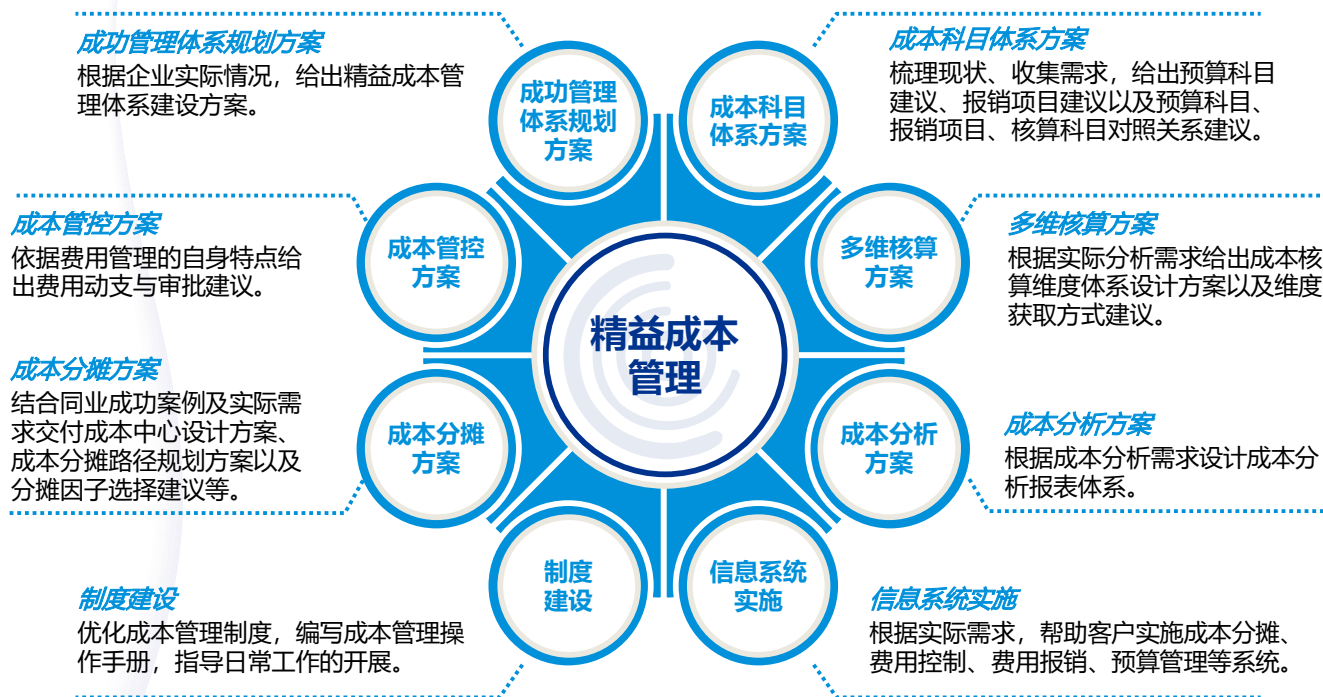 成功管理体系规划方案
根据企业实际情况，给出精益成本管
理体系建设方案。
成本科目体系方案
梳理现状、收集需求，给出预算科目
建议、报销项目建议以及预算科目、
报销项目、核算科目对照关系建议。
成功管理
体系规划
方案
成本科目
体系方案
成本管控方案
依据费用管理的自身特点给
出费用动支与审批建议。
成本管控
方案
多维核算
方案
多维核算方案
根据实际分析需求给出成本核
算维度体系设计方案以及维度
获取方式建议。
精益成本
管理
成本分摊方案
结合同业成功案例及实际需
求交付成本中心设计方案、
成本分摊路径规划方案以及
分摊因子选择建议等。
成本分摊
方案
成本分析
方案
成本分析方案
根据成本分析需求设计成本分
析报表体系。
制度
建设
信息系统
实施
制度建设
优化成本管理制度，编写成本管理操
作手册，指导日常工作的开展。
信息系统实施
根据实际需求，帮助客户实施成本分摊、
费用控制、费用报销、预算管理等系统。